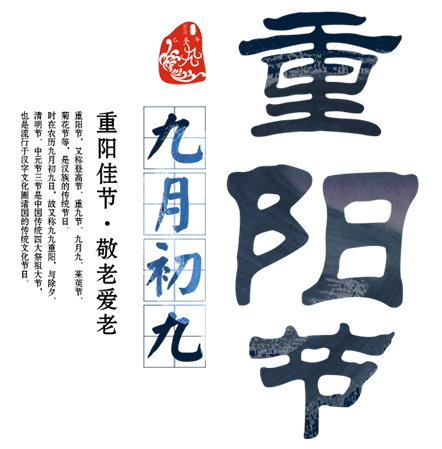 重阳节
九月初九
重阳佳节·敬老爱老
重阳节，又称登高节、重九节、九月九、茱萸节、
菊花节等，是汉族的传统节日。
时在农历九月初九日，故又称九九重阳，与除夕、
清明节、中元节三节是中国传统四大祭祖大节，
也是流行于汉字文化圈诸国的传统文化节日。